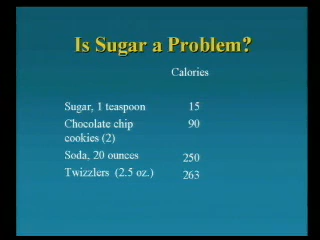 Is Sugar a Problem?
Calories
Sugar, 1 teaspoon 15
Chocolate chip 90
cookies (2)
Soda, 20 ounces 250
Twizzlers (2.5 oz.) 263